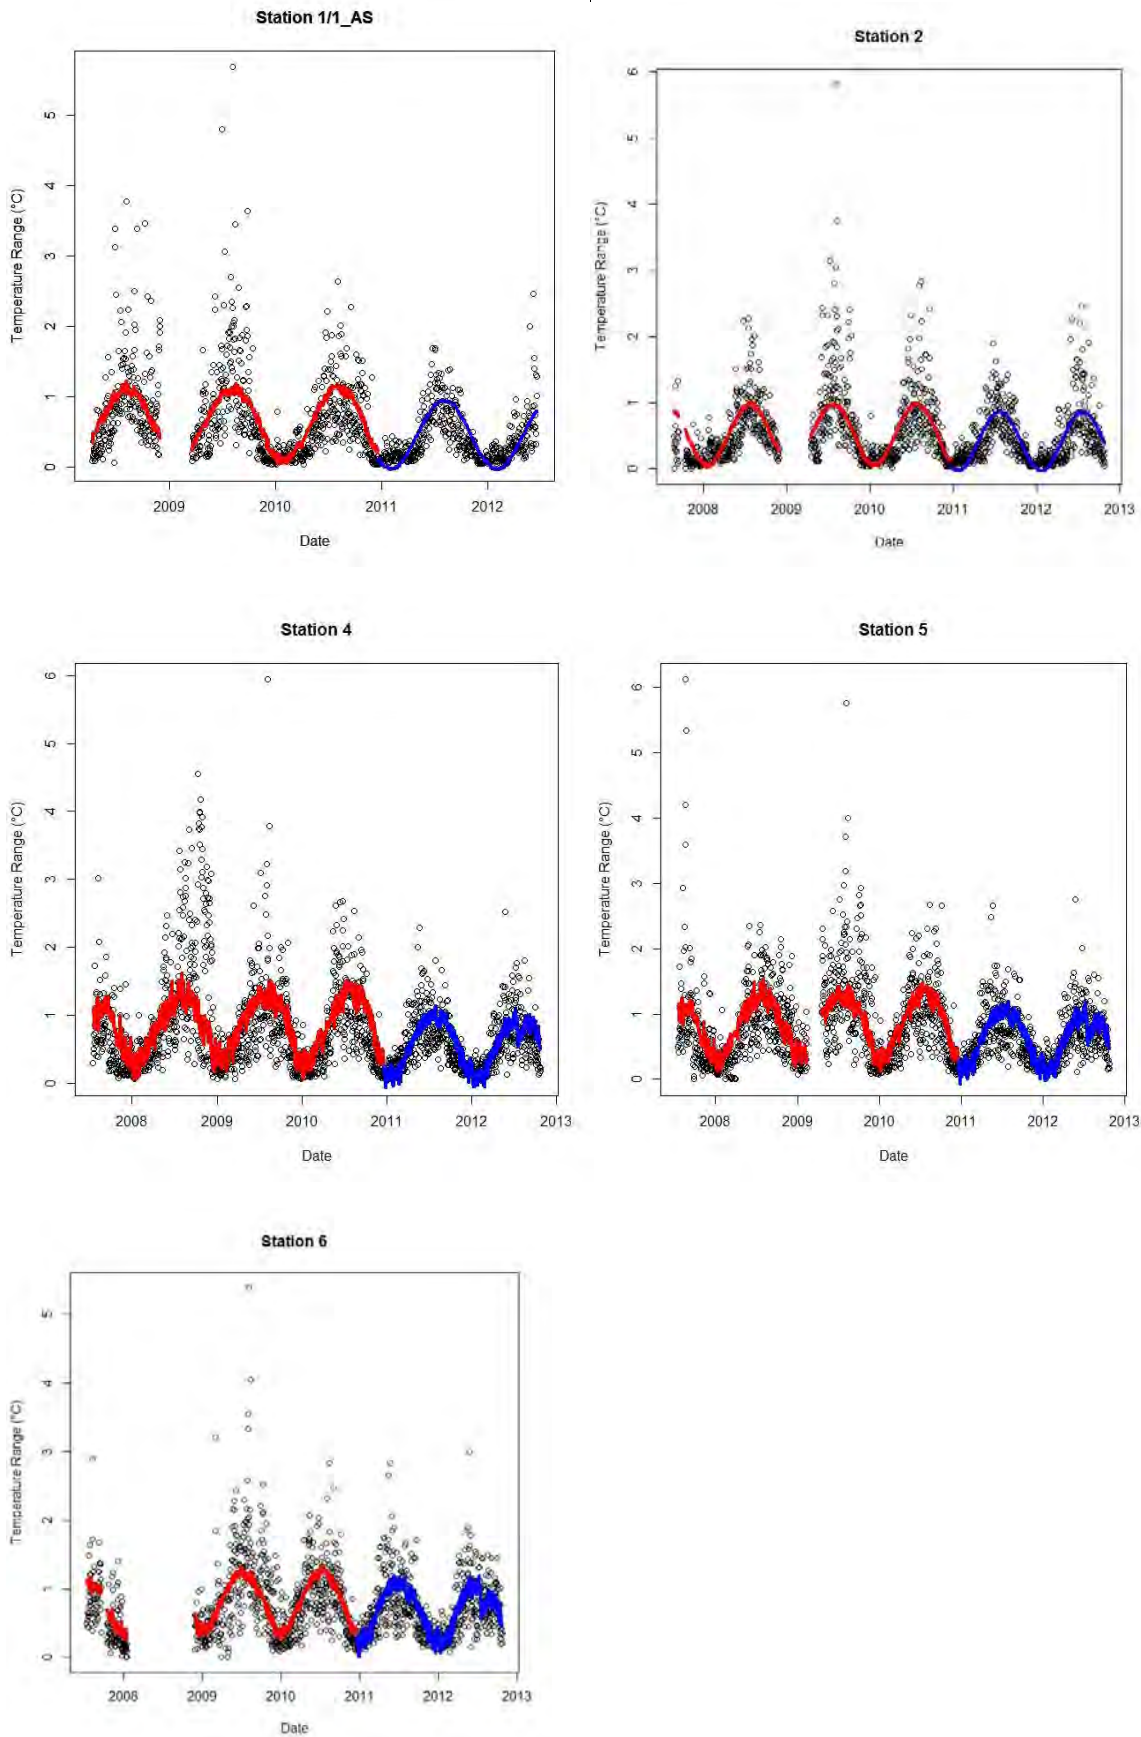 Station 1/1_AS
Temperature Range (°C)
5
4
3
2
1
0
2009 2010 2011 2012
Date
Station 2
Temperature Range (°C)
6
5
4
3
2
1
0
2008 2009 2010 2011 2012 2013
Date
Station 4
Temperature Range (°C)
6
5
4
3
2
1
0
2008 2009 2010 2011 2012 2013
Date
Station 5
Temperature Range (°C)
6
5
4
3
2
1
0
2008 2009 2010 2011 2012 2013
Date
Station 6
Temperature Range (°C)
5
4
3
2
1
0
2008 2009 2010 2011 2012 2013
Date